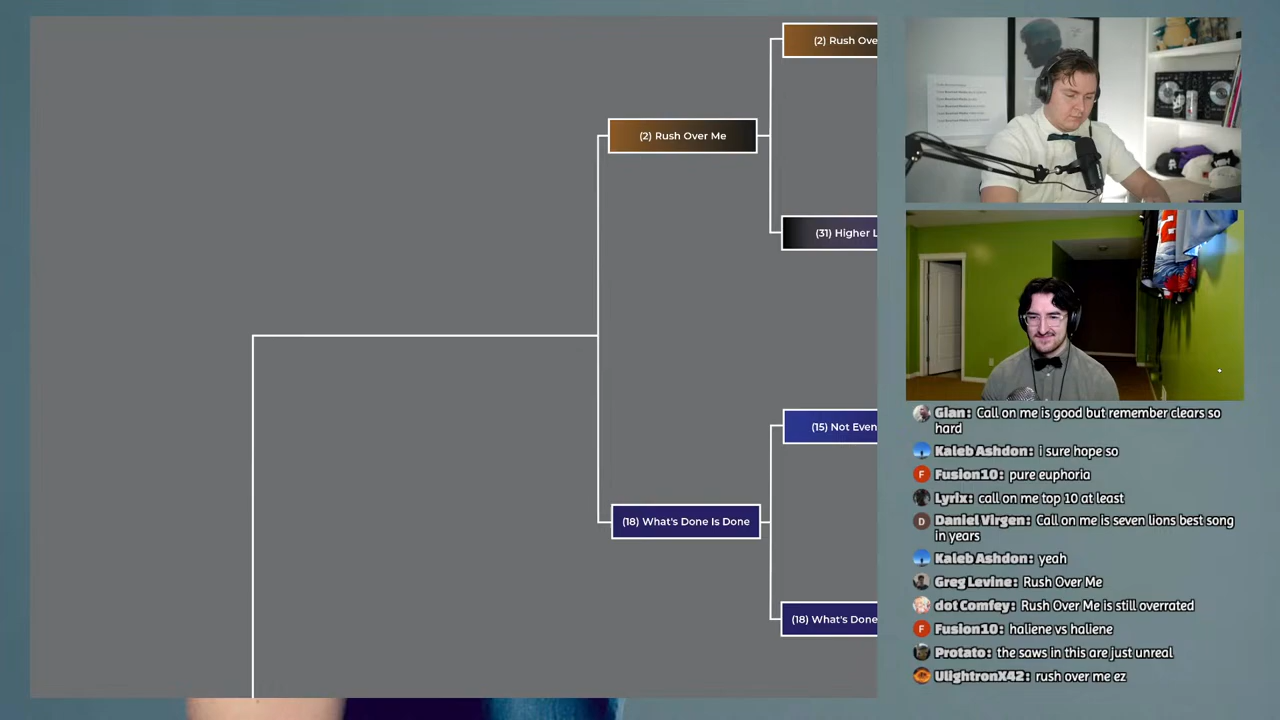 (2) Rush Ove
(2) Rush Over Me
(31) Higher L
(15) Not Even
(18) What's Done Is Done
(18) What's Done
Gian: Call on me is good but remember clears so
hard
Kaleb Ashdon: i sure hope so
F Fusion10: pure euphoria
Lyrix: call on me top 10 at least
D Daniel Virgen: Call on me is seven lions best song
in years
Kaleb Ashdon: yeah
Greg Levine: Rush Over Me
dot Comfey: Rush Over Me is still overrated
F Fusion10: haliene vs haliene
Protato: the saws in this are just unreal
UlightronX42: rush over me ez